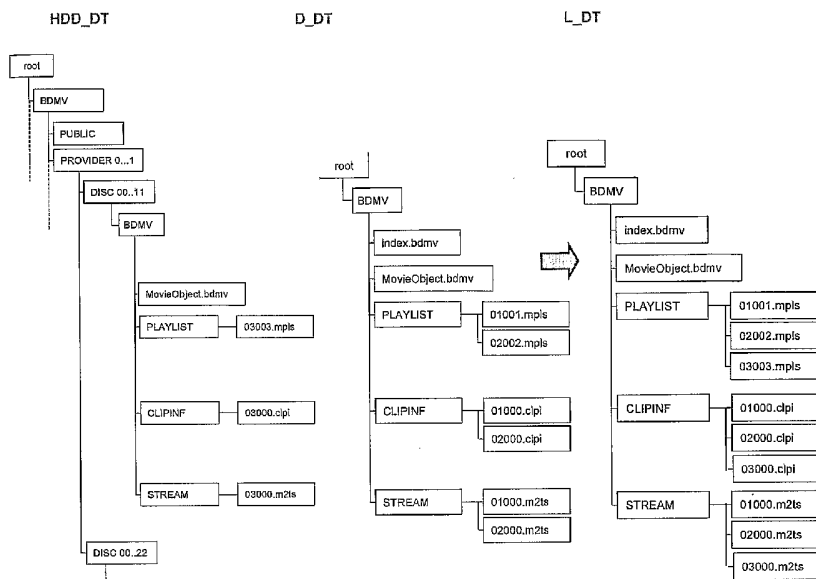 HDD_DT
root
BDMV
PUBLIC
PROVIDER 0...1
DISC 00..11
BDMV
MovieObject.bdmv
PLAYLIST
03003.mpls
CLIPINF
03000.clpi
STREAM
03000.m2ts
DISC 00..22
D_DT
root
BDMV
index.bdmv
MovieObject.bdmv
PLAYLIST
01001.mpls
02002.mpls
CLIPINF
01000.clpi
02000.clpi
STREAM
01000.m2ts
02000.m2ts
L_DT
root
BDMV
index.bdmv
MovieObject.bdmv
PLAYLIST
01001.mpls
02002.mpls
03003.mpls
CLIPINF
01000.clpi
02000.clpi
03000.clpi
STREAM
01000.m2ts
02000.m2ts
03000.m2ts